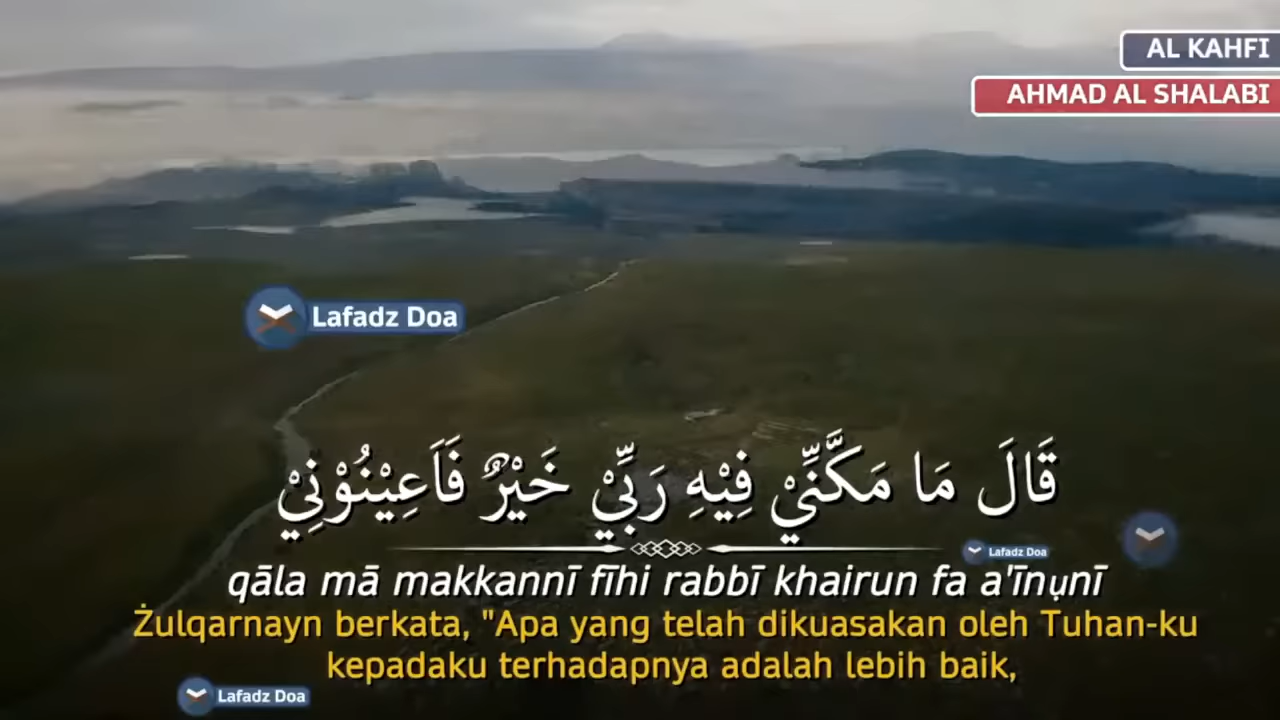 AL KAHFI
AHMAD AL SHALABI
Lafadz Doa
قَالَ مَا مَكَّنِّيْ فِيْهِ رَبِّيْ خَيْرٌ فَاَعِيْنُوْنِيْ
Lafadz Doa
qāla mā makkannī fīhi rabbī khairun fa a'īnụnī
Żulqarnayn berkata, "Apa yang telah dikuasakan oleh Tuhan-ku
kepadaku terhadapnya adalah lebih baik,
Lafadz Doa